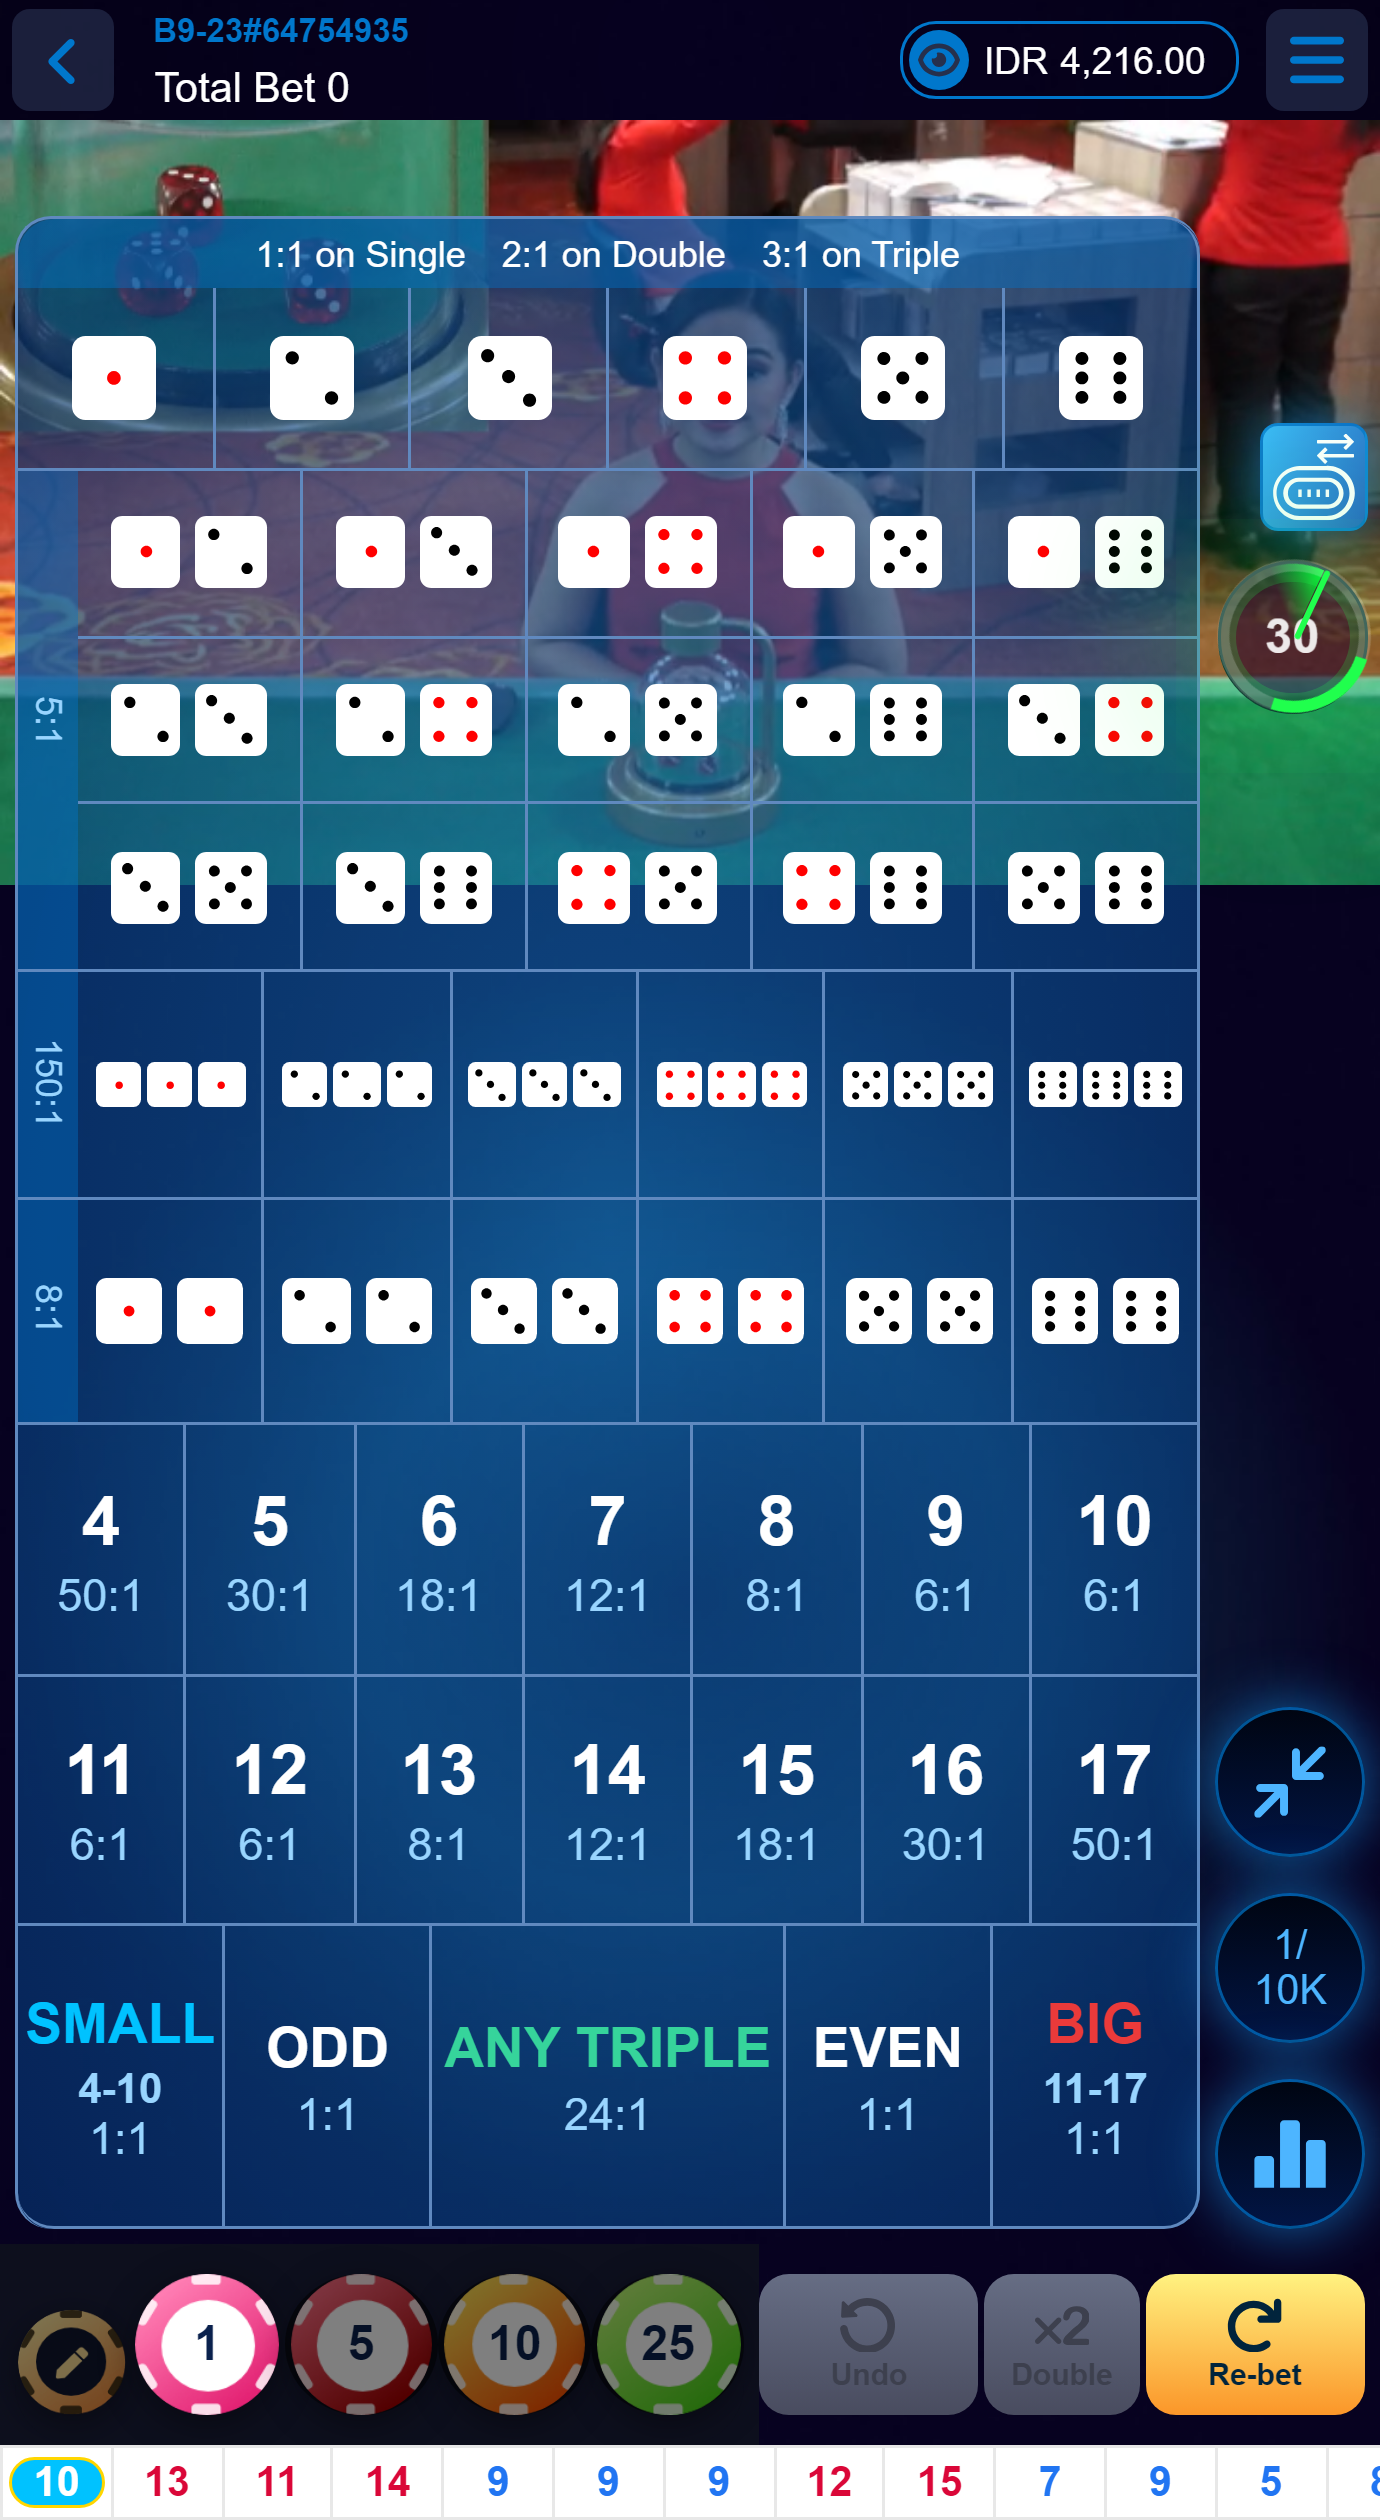 B9-23#64754935
Total Bet 0
IDR 4,216.00
1:1 on Single 2:1 on Double 3:1 on Triple
30
5:1
150:1
8:1
4 5 6 7 8 9 10
50:1 30:1 18:1 12:1 8:1 6:1 6:1
11 12 13 14 15 16 17
6:1 6:1 8:1 12:1 18:1 30:1 50:1
1/
10K
SMALL ODD ANY TRIPLE EVEN BIG
4-10 11-17
1:1 1:1 24:1 1:1 1:1
1 5 10 25
x2
Undo Double Re-bet
10 13 11 14 9 9 9 12 15 7 9 5